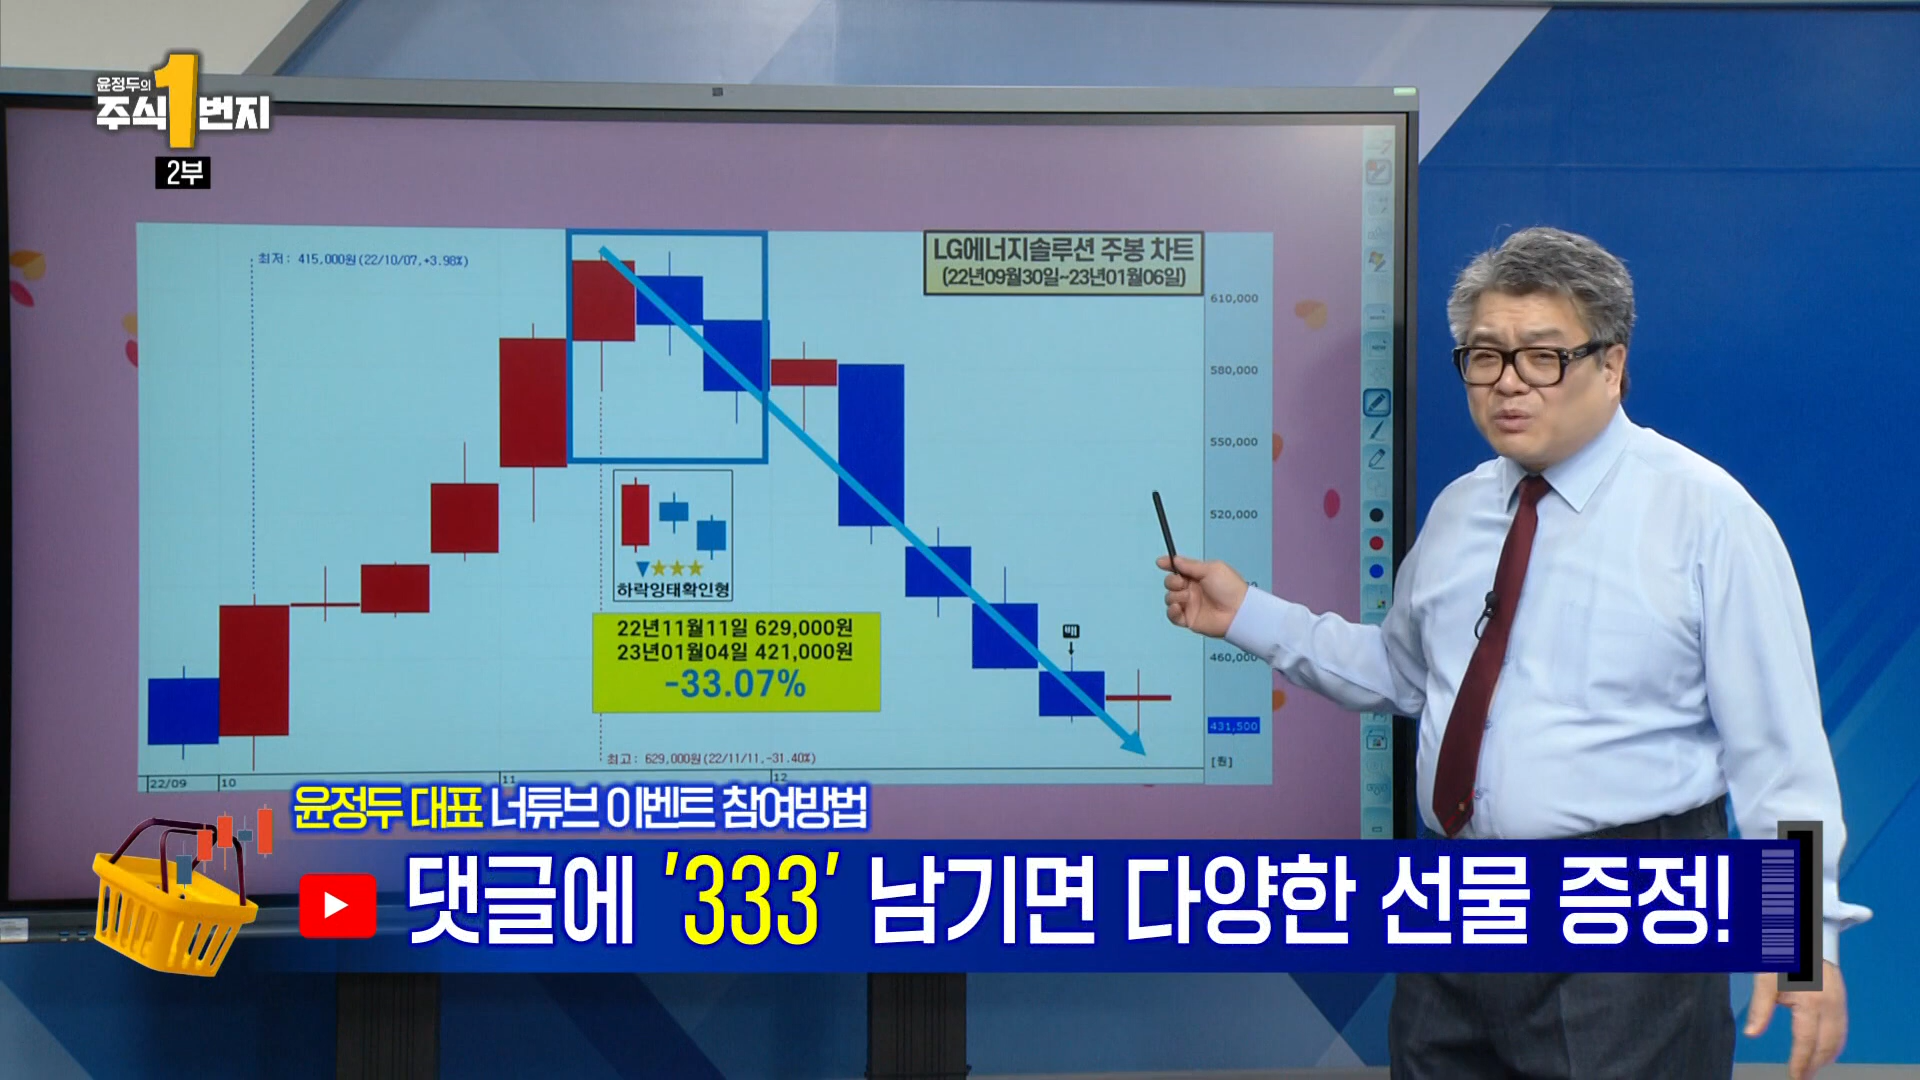 윤정두의
주식1번지
2부
최저: 415,000원(22/10/07,+3.98%)
LG에너지솔루션 주봉 차트
(22년09월30일~23년01월06일)
610,000
580,000
550,000
520,000
460,000
431,500
[원]
하락잉태확인형
22년11월11일 629,000원
23년01월04일 421,000원
-33.07%
배
최고: 629,000원(22/11/11,-31.40%)
22/09 10 11 12
윤정두 대표 너튜브 이벤트 참여방법
댓글에 '333' 남기면 다양한 선물 증정!